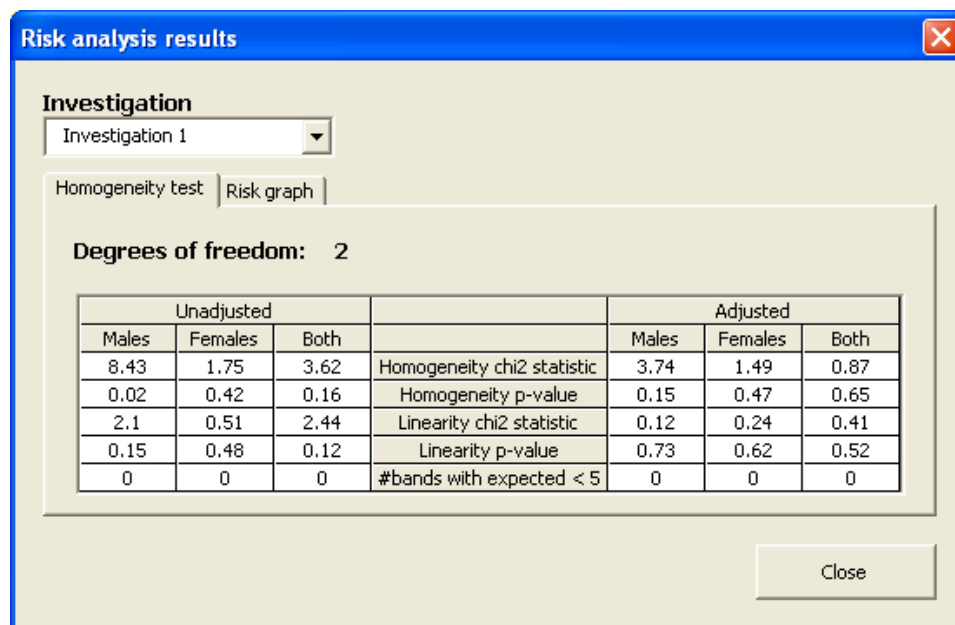 Risk analysis results
Investigation
Investigation 1
Homogeneity test Risk graph
Degrees of freedom: 2
Unadjusted Adjusted
Males Females Both Males Females Both
8.43 1.75 3.62 Homogeneity chi2 statistic 3.74 1.49 0.87
0.02 0.42 0.16 Homogeneity p-value 0.15 0.47 0.65
2.1 0.51 2.44 Linearity chi2 statistic 0.12 0.24 0.41
0.15 0.48 0.12 Linearity p-value 0.73 0.62 0.52
0 0 0 #bands with expected < 5 0 0 0
Close